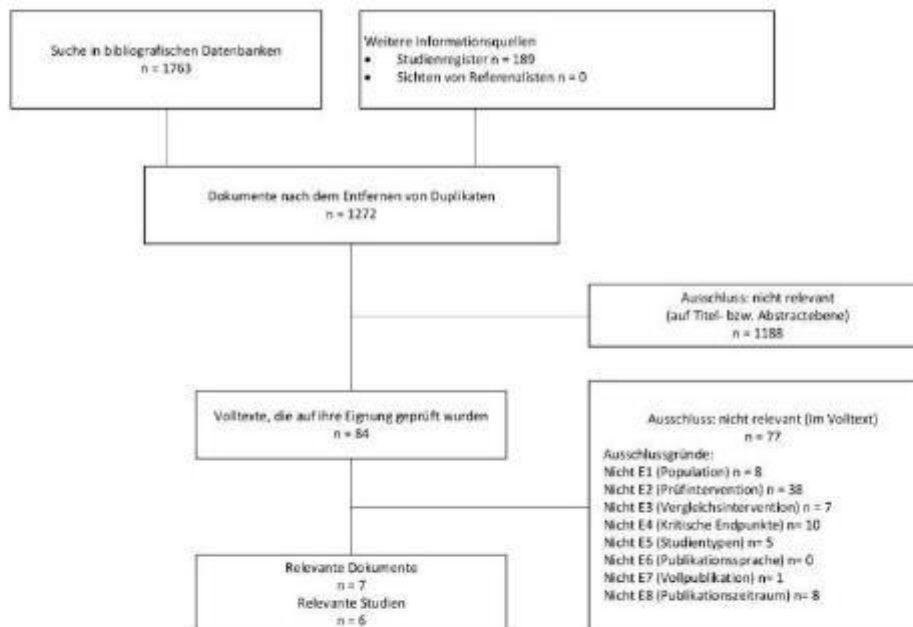 Suche in bibliografischen Datenbanken
n = 1763
Weitere Informationsquellen
• Studienregister n = 189
• Sichten von Referenzlisten n = 0
Dokumente nach dem Entfernen von Duplikaten
n = 1272
Ausschluss: nicht relevant
(auf Titel- bzw. Abstractebene)
n = 1188
Volltexte, die auf ihre Eignung geprüft wurden
n = 84
Ausschluss: nicht relevant (im Volltext)
n = 77
Ausschlussgründe:
Nicht E1 (Population) n = 8
Nicht E2 (Prüfintervention) n = 38
Nicht E3 (Vergleichsintervention) n = 7
Nicht E4 (Kritische Endpunkte) n= 10
Nicht E5 (Studientypen) n= 5
Nicht E6 (Publikationssprache) n= 0
Nicht E7 (Vollpublikation) n= 1
Nicht E8 (Publikationszeitraum) n= 8
Relevante Dokumente
n = 7
Relevante Studien
n = 6